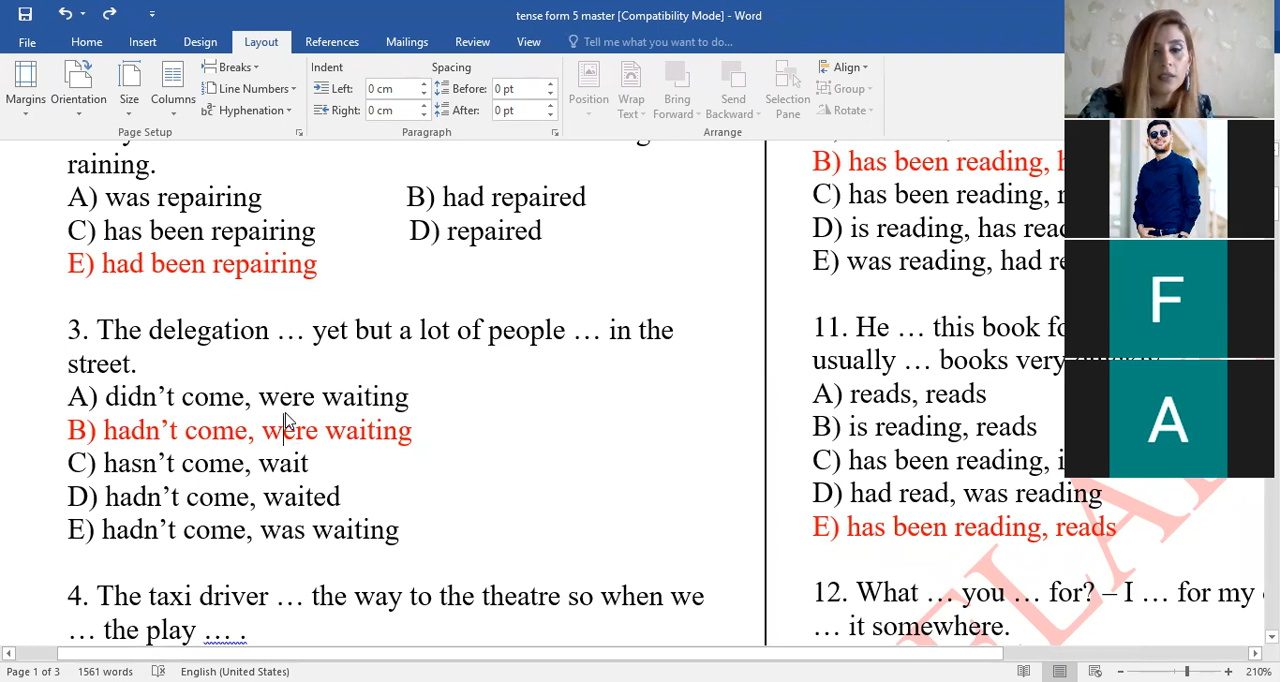 tense form 5 master [Compatibility Mode] - Word
File Home Insert Design Layout References Mailings Review View Tell me what you want to do...
Margins Orientation Size Columns
Breaks
Line Numbers
Hyphenation
Page Setup
Indent
Left: 0 cm
Right: 0 cm
Spacing
Before: 0 pt
After: 0 pt
Paragraph
Position Wrap Text Bring Forward Send Backward Selection Pane
Align
Group
Rotate
Arrange
raining.
A) was repairing B) had repaired
C) has been repairing D) repaired
E) had been repairing
3. The delegation … yet but a lot of people … in the
street.
A) didn’t come, were waiting
B) hadn’t come, were waiting
C) hasn’t come, wait
D) hadn’t come, waited
E) hadn’t come, was waiting
4. The taxi driver … the way to the theatre so when we
… the play … .
B) has been reading,
C) has been reading,
D) is reading, has
E) was reading, had
11. He … this book
usually … books very
A) reads, reads
B) is reading, reads
C) has been reading,
D) had read, was reading
E) has been reading, reads
12. What … you … for? – I … for my
… it somewhere.
F
A
Page 1 of 3 1561 words English (United States) 210%